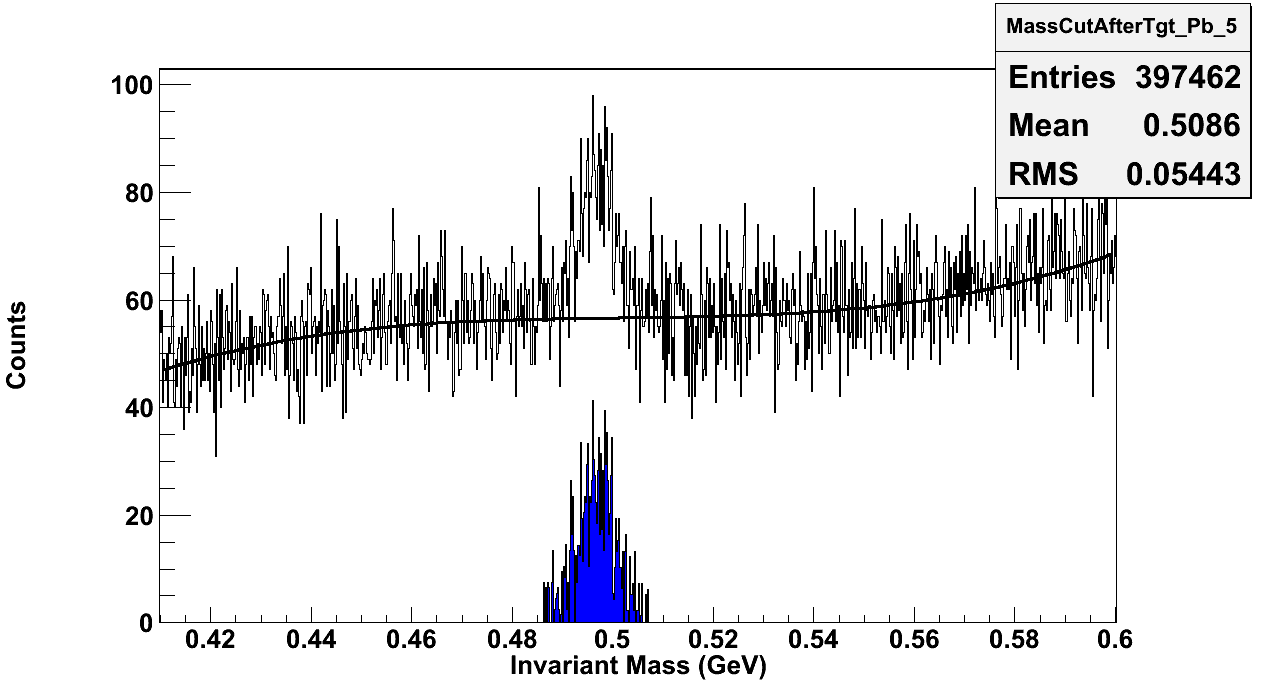 MassCutAfterTgt_Pb_5
Entries 397462
Mean 0.5086
RMS 0.05443
100
80
60
40
20
0
Counts
0.42 0.44 0.46 0.48 0.5 0.52 0.54 0.56 0.58 0.6
Invariant Mass (GeV)